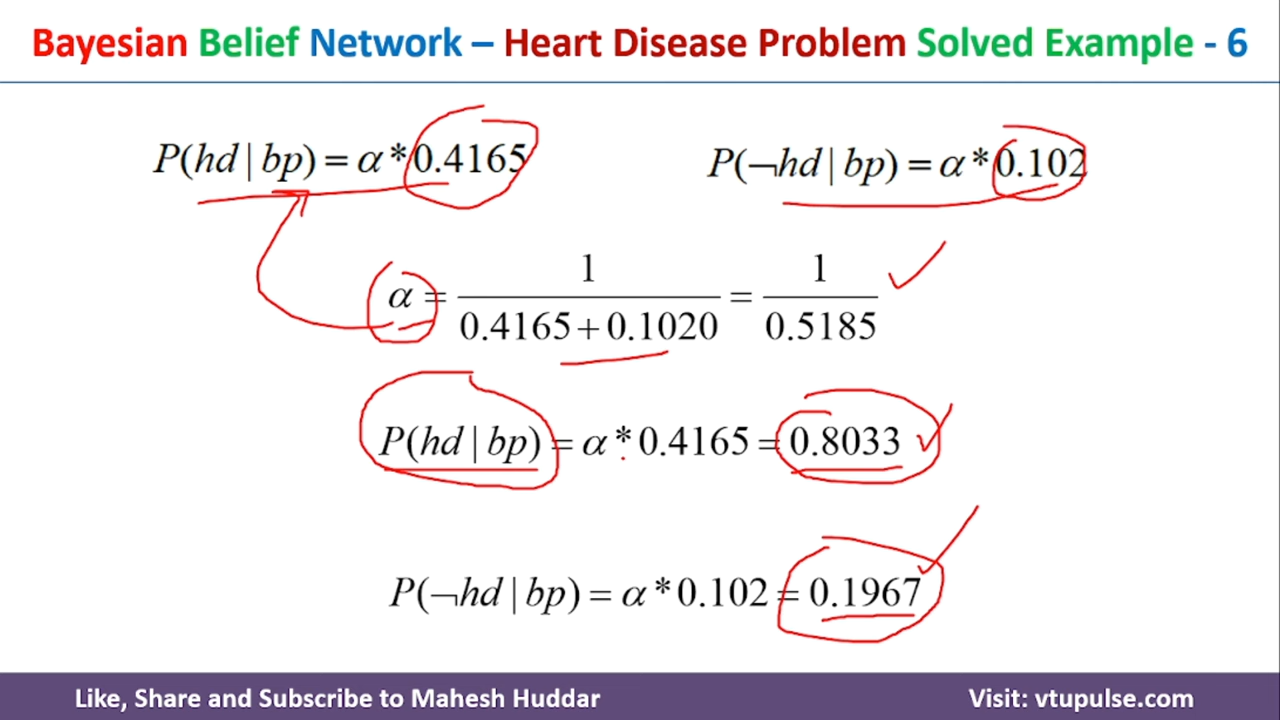 Bayesian Belief Network – Heart Disease Problem Solved Example - 6
P(hd | bp) = α * 0.4165
P(¬hd | bp) = α * 0.102
α = 1 / (0.4165 + 0.1020) = 1 / 0.5185
P(hd | bp) = α * 0.4165 = 0.8033
P(¬hd | bp) = α * 0.102 = 0.1967
Like, Share and Subscribe to Mahesh Huddar
Visit: vtupulse.com